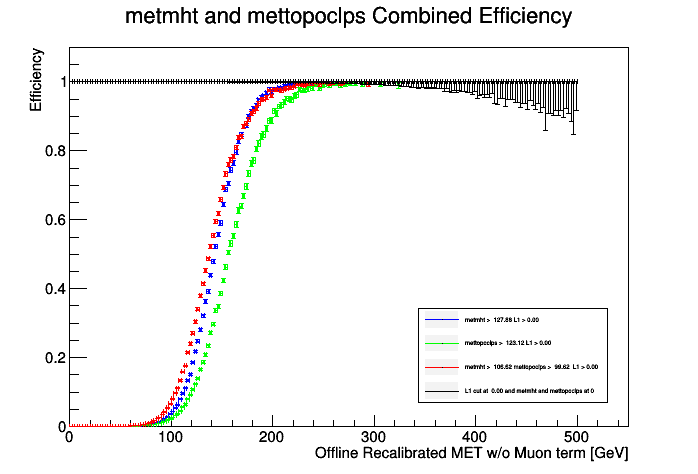 metmht and mettopoclps Combined Efficiency
Efficiency
1
0.8
0.6
0.4
0.2
0
metmht > 127.88 L1 > 0.00
mettopoclps > 123.12 L1 > 0.00
metmht > 106.62 mettopoclps > 99.62 L1 > 0.00
L1 cut at 0.00 and metmht and mettopoclps at 0
0 100 200 300 400 500
Offline Recalibrated MET w/o Muon term [GeV]